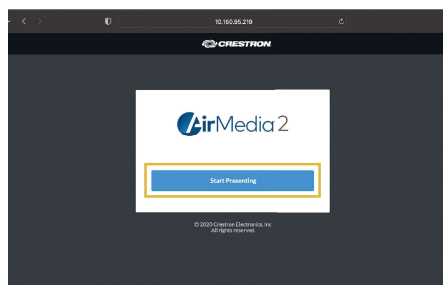 10.160.95.219
CRESTRON
AirMedia 2
Start Presenting
© 2020 Crestron Electronics, Inc
All rights reserved.